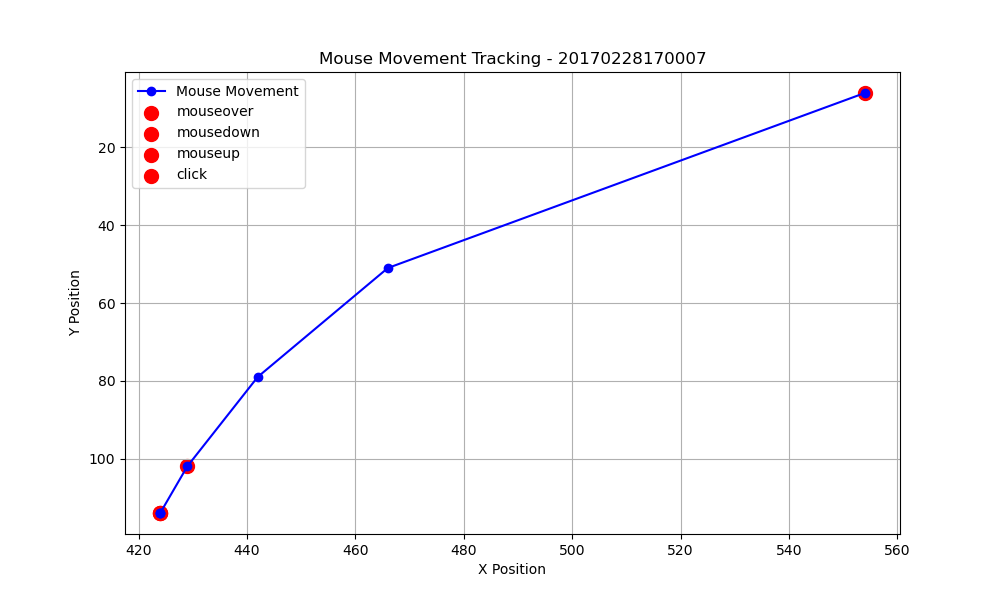 Mouse Movement Tracking - 20170228170007
Mouse Movement
mouseover
mousedown
mouseup
click
20
40
60
80
100
Y Position
420 440 460 480 500 520 540 560
X Position